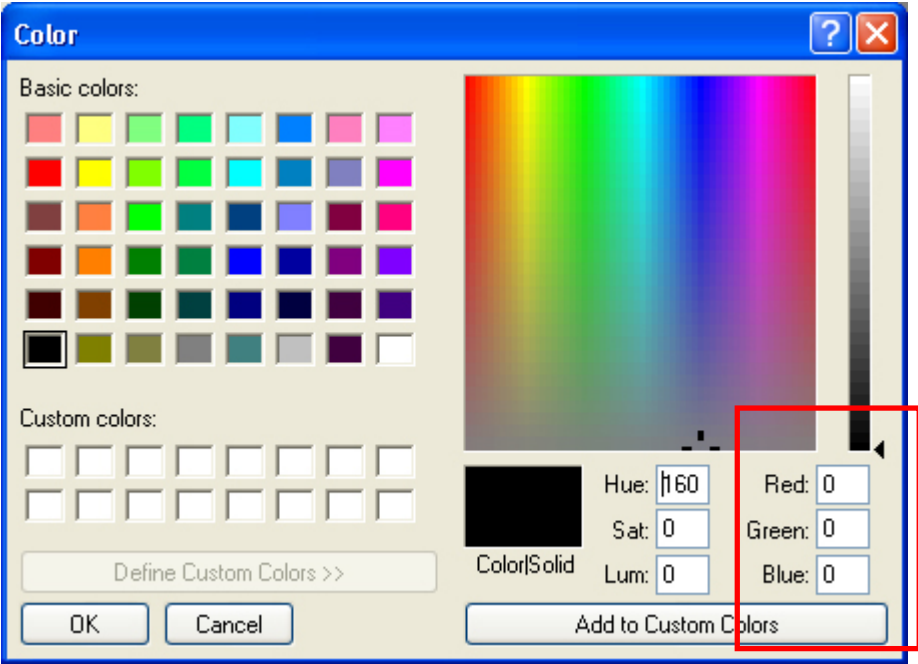 Color
Basic colors:
Custom colors:
Define Custom Colors >>
OK Cancel
Hue: 160 Red: 0
Sat: 0 Green: 0
Color|Solid Lum: 0 Blue: 0
Add to Custom Colors